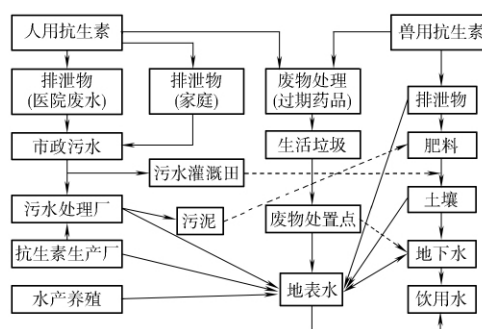 人用抗生素
兽用抗生素
排泄物
(医院废水)
排泄物
(家庭)
废物处理
(过期药品)
排泄物
市政污水
生活垃圾
肥料
污水灌溉田
污水处理厂
污泥
废物处置点
土壤
抗生素生产厂
地下水
水产养殖
地表水
饮用水